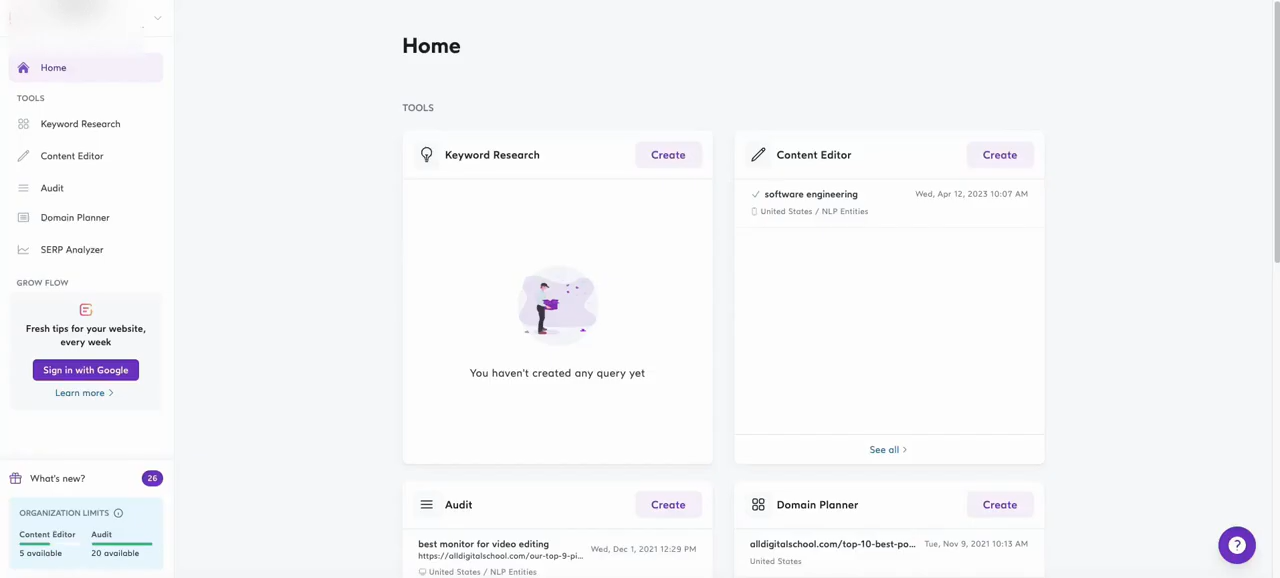 Home
TOOLS
Keyword Research
Content Editor
Audit
Domain Planner
SERP Analyzer
GROW FLOW
Fresh tips for your website,
every week
Sign in with Google
Learn more
What's new?
26
ORGANIZATION LIMITS
Content Editor
5 available
Audit
20 available
Home
TOOLS
Keyword Research
Create
You haven't created any query yet
Content Editor
Create
software engineering
Wed, Apr 12, 2023 10:07 AM
United States / NLP Entities
See all
Audit
Create
best monitor for video editing
https://alldigitalschool.com/our-top-9-pi...
Wed, Dec 1, 2021 12:29 PM
United States / NLP Entities
Domain Planner
Create
alldigitalschool.com/top-10-best-po...
Tue, Nov 9, 2021 10:13 AM
United States
?